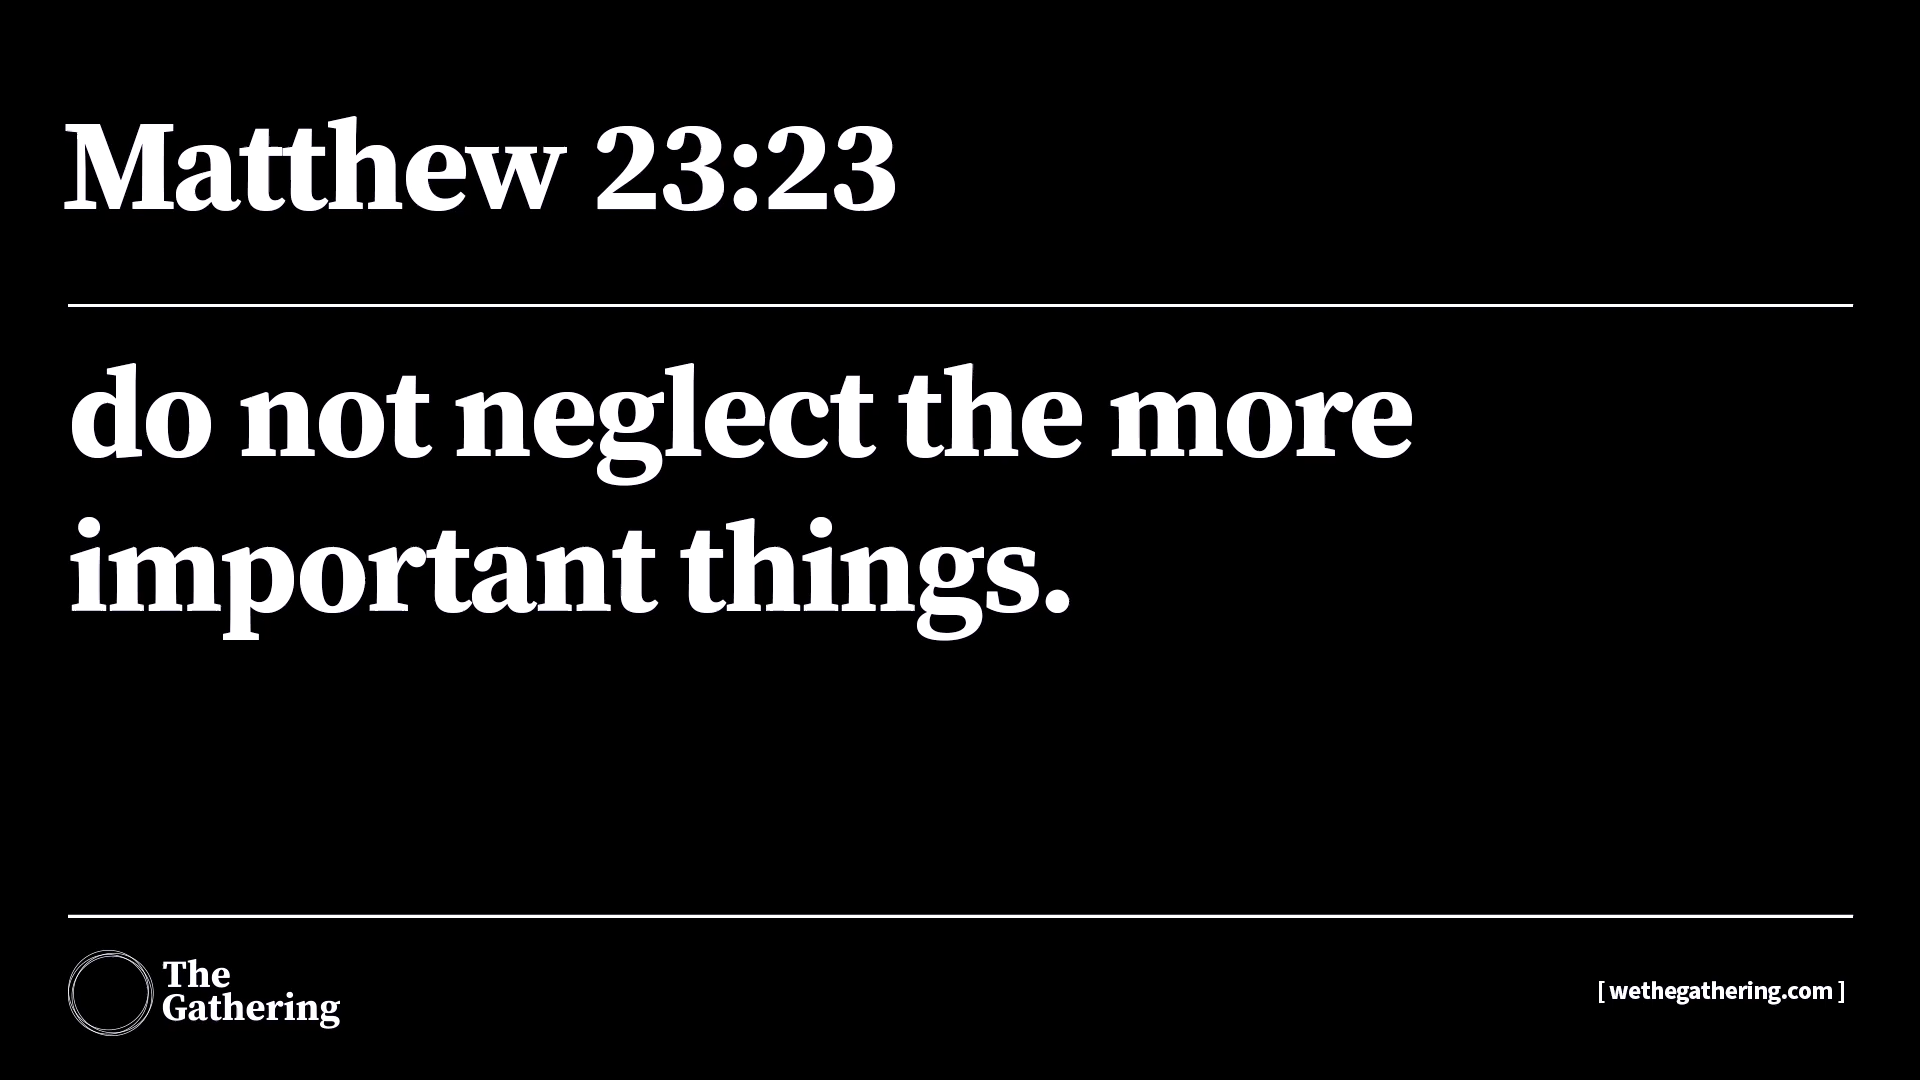 Matthew 23:23
do not neglect the more
important things.
The
Gathering
[ wethegathering.com ]